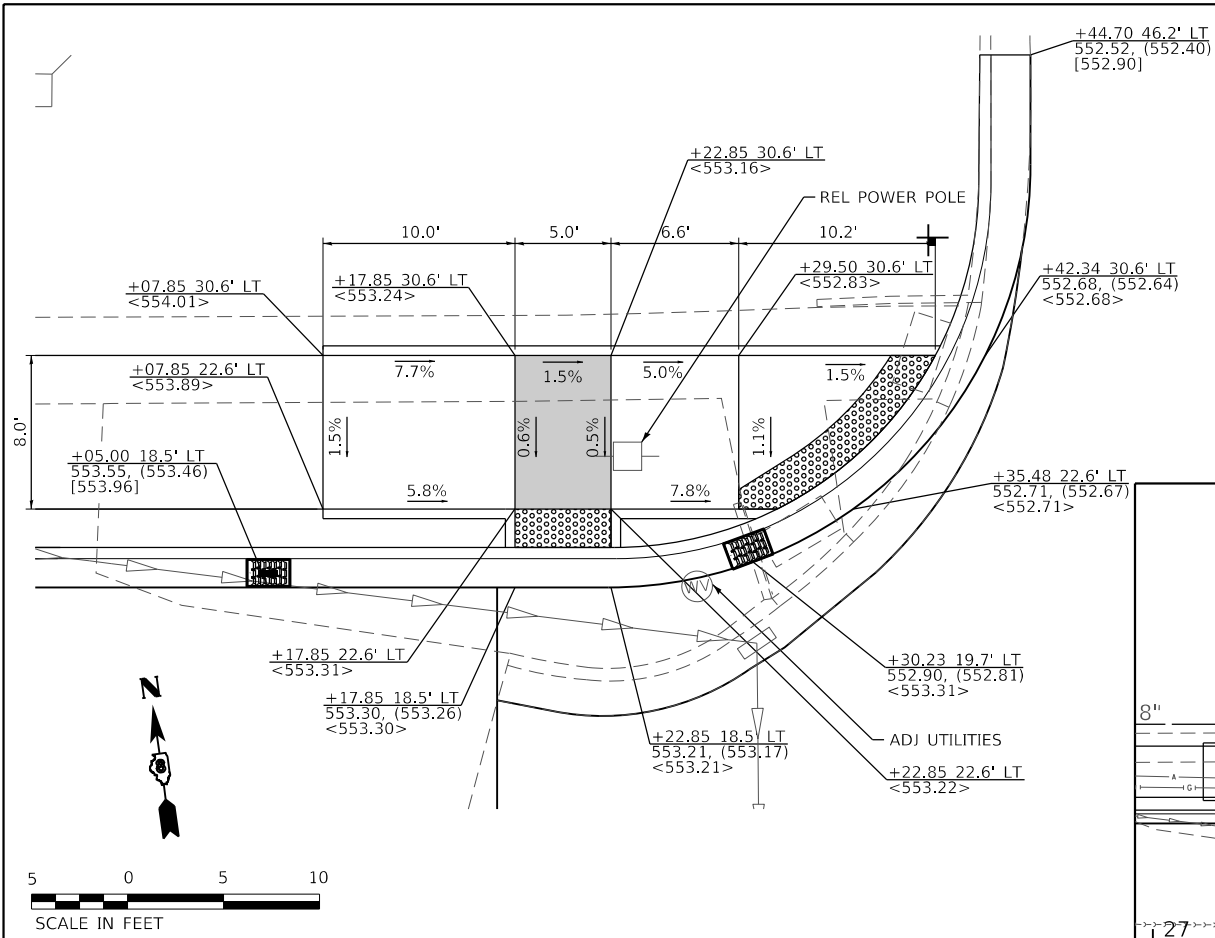 +44.70 46.2' LT
552.52, (552.40)
[552.90]
+22.85 30.6' LT
<553.16>
REL POWER POLE
10.0'
5.0'
6.6'
10.2'
+07.85 30.6' LT
<554.01>
+17.85 30.6' LT
<553.24>
+29.50 30.6' LT
<552.83>
+42.34 30.6' LT
552.68, (552.64)
<552.68>
7.7%
1.5%
5.0%
1.5%
+07.85 22.6' LT
<553.89>
8.0'
1.5%
0.6%
0.5%
1.1%
+05.00 18.5' LT
553.55, (553.46)
[553.96]
5.8%
7.8%
+35.48 22.6' LT
552.71, (552.67)
<552.71>
WV
+17.85 22.6' LT
<553.31>
+17.85 18.5' LT
553.30, (553.26)
<553.30>
+30.23 19.7' LT
552.90, (552.81)
<553.31>
+22.85 18.5' LT
553.21, (553.17)
<553.21>
ADJ UTILITIES
+22.85 22.6' LT
<553.22>
N
8
8"
A
G
5 0 5 10
SCALE IN FEET
27